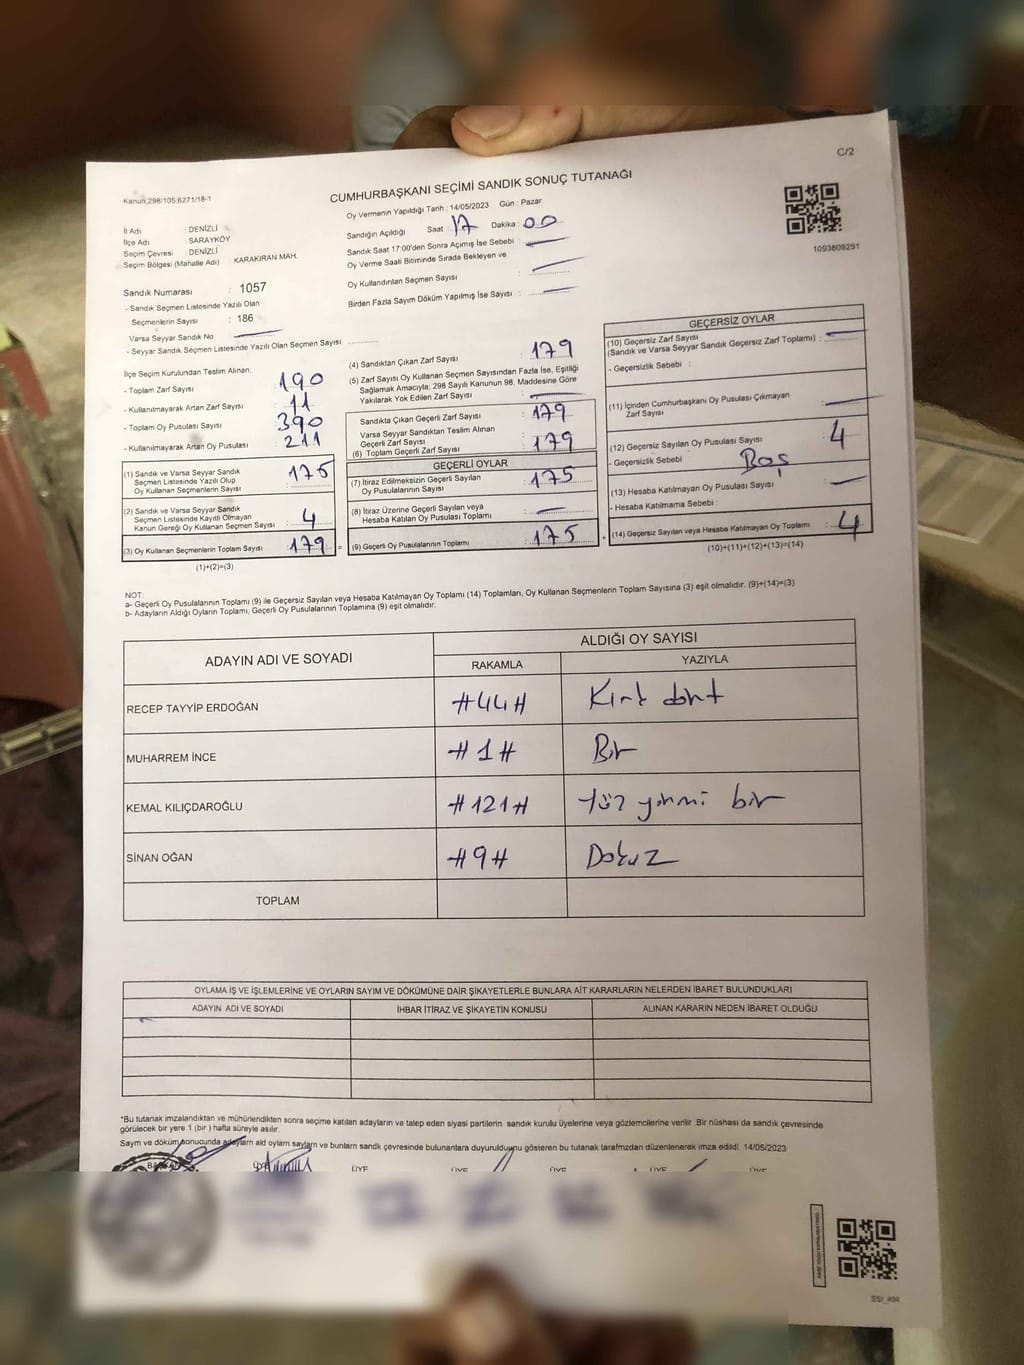 C/2
Kanun 298/105,6271/18-1
CUMHURBAŞKANI SEÇİMİ SANDIK SONUÇ TUTANAĞI
Oy Vermenin Yapıldığı Tarih : 14/05/2023 Gün : Pazar
Sandığın Açıldığı Saat : 17 Dakika : 00
Sandık Saat 17:00'den Sonra Açımış İse Sebebi :
Oy Verme Saati Bitiminde Sırada Bekleyen ve
Oy Kullandırılan Seçmen Sayısı :
Birden Fazla Sayım Döküm Yapılmış İse Sayısı :
1093609251
İl Adı : DENİZLİ
İlçe Adı : SARAYKÖY
Seçim Çevresi : DENİZLİ
Seçim Bölgesi (Mahalle Adı) KARAKIRAN MAH.
Sandık Numarası : 1057
- Sandık Seçmen Listesinde Yazılı Olan
Seçmenlerin Sayısı : 186
Varsa Seyyar Sandık No
- Seyyar Sandık Seçmen Listesinde Yazılı Olan Seçmen Sayısı:
İlçe Seçim Kurulundan Teslim Alınan:
- Toplam Zarf Sayısı : 190
- Kullanılmayarak Artan Zarf Sayısı : 11
- Toplam Oy Pusulası Sayısı : 390
- Kullanılmayarak Artan Oy Pusulası : 211
(1) Sandık ve Varsa Seyyar Sandık
Seçmen Listesinde Yazılı Olup
Oy Kullanan Seçmenlerin Sayısı : 175
(2) Sandık ve Varsa Seyyar Sandık
Seçmen Listesinde Kayıtlı Olmayan
Kanun Gereği Oy Kullanan Seçmen Sayısı : 4
(3) Oy Kullanan Seçmenlerin Toplam Sayısı : 179 =
(1)+(2)=(3)
(4) Sandıktan Çıkan Zarf Sayısı : 179
(5) Zarf Sayısı Oy Kullanan Seçmen Sayısından Fazla İse, Eşitliği
Sağlamak Amacıyla; 298 Sayılı Kanunun 98. Maddesine Göre
Yakılarak Yok Edilen Zarf Sayısı :
Sandıkta Çıkan Geçerli Zarf Sayısı : 179
Varsa Seyyar Sandıktan Teslim Alınan
Geçerli Zarf Sayısı
(6) Toplam Geçerli Zarf Sayısı : 179
GEÇERLİ OYLAR
(7) İtiraz Edilmeksizin Geçerli Sayılan
Oy Pusulalarının Sayısı : 175
(8) İtiraz Üzerine Geçerli Sayılan veya
Hesaba Katılan Oy Pusulası Toplamı :
(9) Geçerli Oy Pusulalarının Toplamı : 175 +
GEÇERSİZ OYLAR
(10) Geçersiz Zarf Sayısı
(Sandık ve Varsa Seyyar Sandık Geçersiz Zarf Toplamı) :
- Geçersizlik Sebebi :
(11) İçinden Cumhurbaşkanı Oy Pusulası Çıkmayan
Zarf Sayısı :
(12) Geçersiz Sayılan Oy Pusulası Sayısı : 4
- Geçersizlik Sebebi : Boş
(13) Hesaba Katılmayan Oy Pusulası Sayısı :
- Hesaba Katılmama Sebebi :
(14) Geçersiz Sayılan veya Hesaba Katılmayan Oy Toplamı : 4
(10)+(11)+(12)+(13)=(14)
NOT:
a- Geçerli Oy Pusulalarının Toplamı (9) ile Geçersiz Sayılan veya Hesaba Katılmayan Oy Toplamı (14) Toplamları, Oy Kullanan Seçmenlerin Toplam Sayısına (3) eşit olmalıdır. (9)+(14)=(3)
b- Adayların Aldığı Oyların Toplamı, Geçerli Oy Pusulalarının Toplamına (9) eşit olmalıdır.
ADAYIN ADI VE SOYADI ALDIĞI OY SAYISI
RAKAMLA YAZIYLA
RECEP TAYYİP ERDOĞAN #44# Kırk dört
MUHARREM İNCE #1# Bir
KEMAL KILIÇDAROĞLU #121# Yüz yirmi bir
SİNAN OĞAN #9# Dokuz
TOPLAM
OYLAMA İŞ VE İŞLEMLERİNE VE OYLARIN SAYIM VE DÖKÜMÜNE DAİR ŞİKAYETLERLE BUNLARA AİT KARARLARIN NELERDEN İBARET BULUNDUKLARI
ADAYIN ADI VE SOYADI İHBAR İTİRAZ VE ŞİKAYETİN KONUSU ALINAN KARARIN NEDEN İBARET OLDUĞU
*Bu tutanak imzalandıktan ve mühürlendikten sonra seçime katılan adayların ve talep eden siyasi partilerin sandık kurulu üyelerine veya gözlemcilerine verilir. Bir nüshası da sandık çevresinde
görülecek bir yere 1 (bir ) hafta süreyle asılır.
Sayım ve döküm sonucunda adayların aldığı oyların sayıları ve bunların sandık çevresinde bulunanlara duyurulduğunu gösteren bu tutanak tarafımızdan düzenlenerek imza edildi. 14/05/2023
ÜYE ÜYE ÜYE ÜYE ÜYE ÜYE